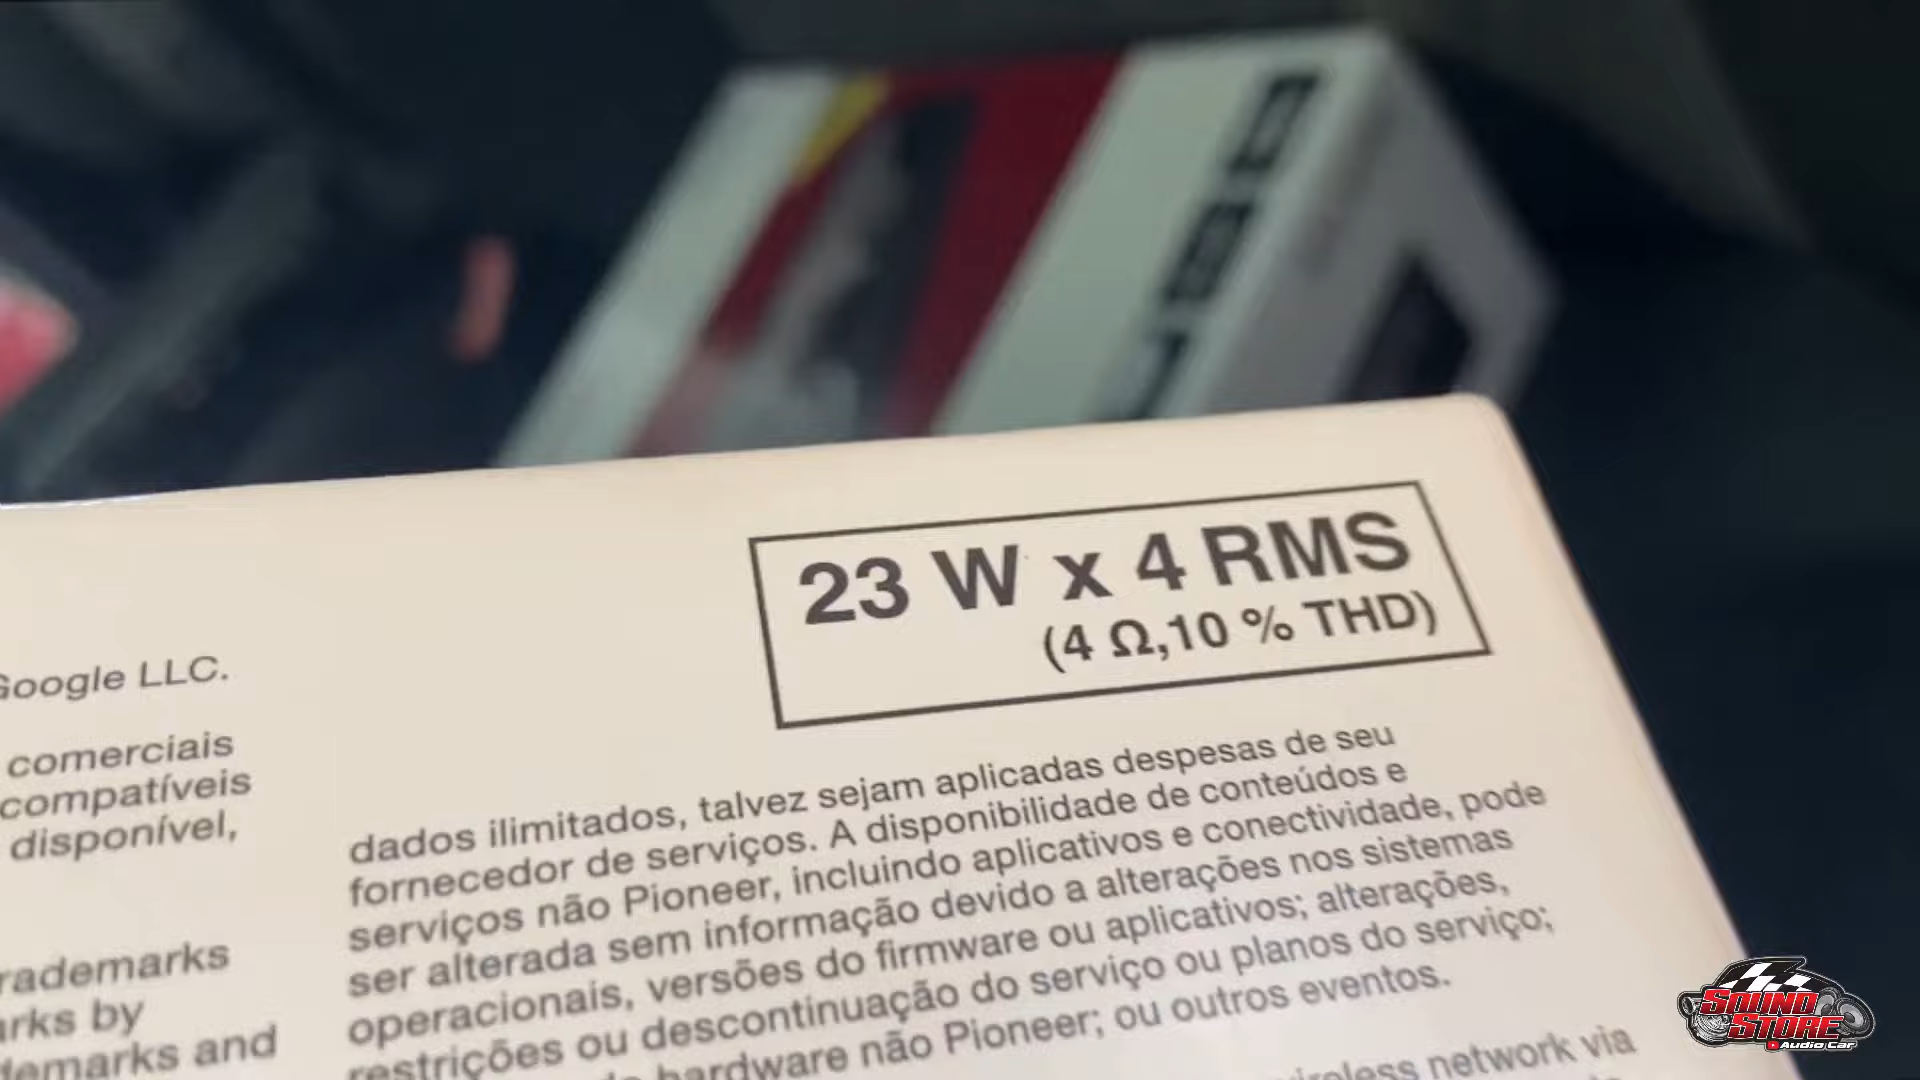 23 W x 4 RMS
(4 Ω,10 % THD)
Google LLC.
comerciais
compatíveis
disponível,
rademarks
by
and
dados ilimitados, talvez sejam aplicadas despesas de seu
fornecedor de serviços. A disponibilidade de conteúdos e
serviços não Pioneer, incluindo aplicativos e conectividade, pode
ser alterada sem informação devido a alterações nos sistemas
operacionais, versões do firmware ou aplicativos; alterações,
restrições ou descontinuação do serviço ou planos do serviço;
hardware não Pioneer; ou outros eventos.
wireless network via
SOUND
STORE
Audio Car